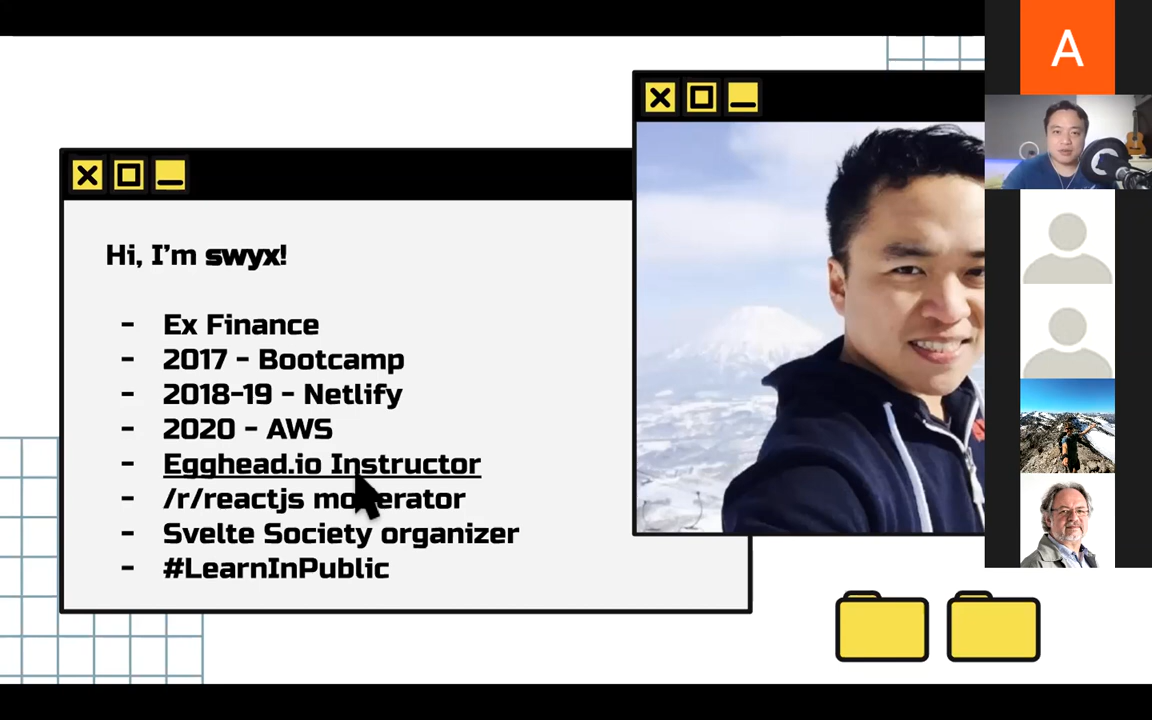 Hi, I’m swyx!
- Ex Finance
- 2017 - Bootcamp
- 2018-19 - Netlify
- 2020 - AWS
- Egghead.io Instructor
- /r/reactjs moderator
- Svelte Society organizer
- #LearnInPublic
A